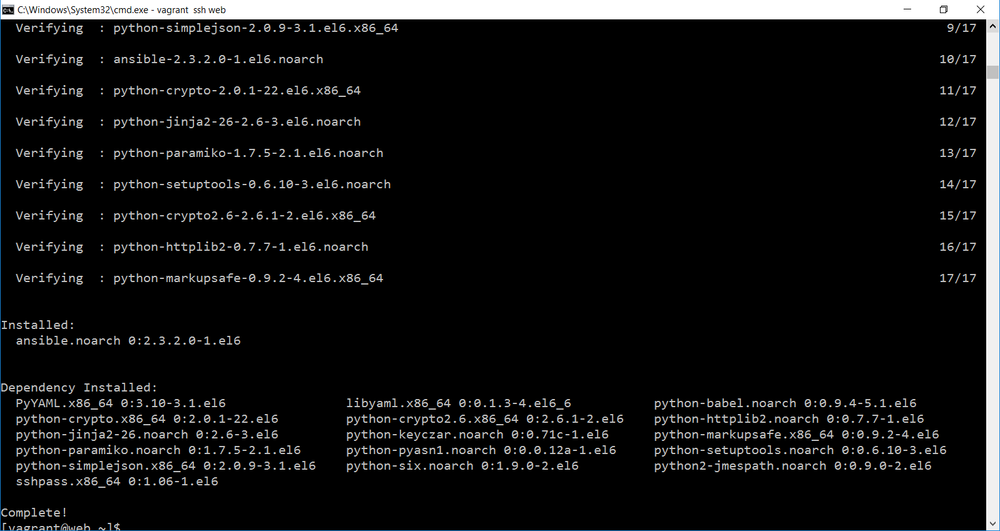 C:\Windows\System32\cmd.exe - vagrant  ssh web
Verifying  : python-simplejson-2.0.9-3.1.el6.x86_64 9/17
Verifying  : ansible-2.3.2.0-1.el6.noarch 10/17
Verifying  : python-crypto-2.0.1-22.el6.x86_64 11/17
Verifying  : python-jinja2-26-2.6-3.el6.noarch 12/17
Verifying  : python-paramiko-1.7.5-2.1.el6.noarch 13/17
Verifying  : python-setuptools-0.6.10-3.el6.noarch 14/17
Verifying  : python-crypto2.6-2.6.1-2.el6.x86_64 15/17
Verifying  : python-httplib2-0.7.7-1.el6.noarch 16/17
Verifying  : python-markupsafe-0.9.2-4.el6.x86_64 17/17
Installed:
ansible.noarch 0:2.3.2.0-1.el6
Dependency Installed:
PyYAML.x86_64 0:3.10-3.1.el6 libyaml.x86_64 0:0.1.3-4.el6_6 python-babel.noarch 0:0.9.4-5.1.el6
python-crypto.x86_64 0:2.0.1-22.el6 python-crypto2.6.x86_64 0:2.6.1-2.el6 python-httplib2.noarch 0:0.7.7-1.el6
python-jinja2-26.noarch 0:2.6-3.el6 python-keyczar.noarch 0:0.71c-1.el6 python-markupsafe.x86_64 0:0.9.2-4.el6
python-paramiko.noarch 0:1.7.5-2.1.el6 python-pyasn1.noarch 0:0.0.12a-1.el6 python-setuptools.noarch 0:0.6.10-3.el6
python-simplejson.x86_64 0:2.0.9-3.1.el6 python-six.noarch 0:1.9.0-2.el6 python2-jmespath.noarch 0:0.9.0-2.el6
sshpass.x86_64 0:1.06-1.el6
Complete!
[vagrant@web ~]$